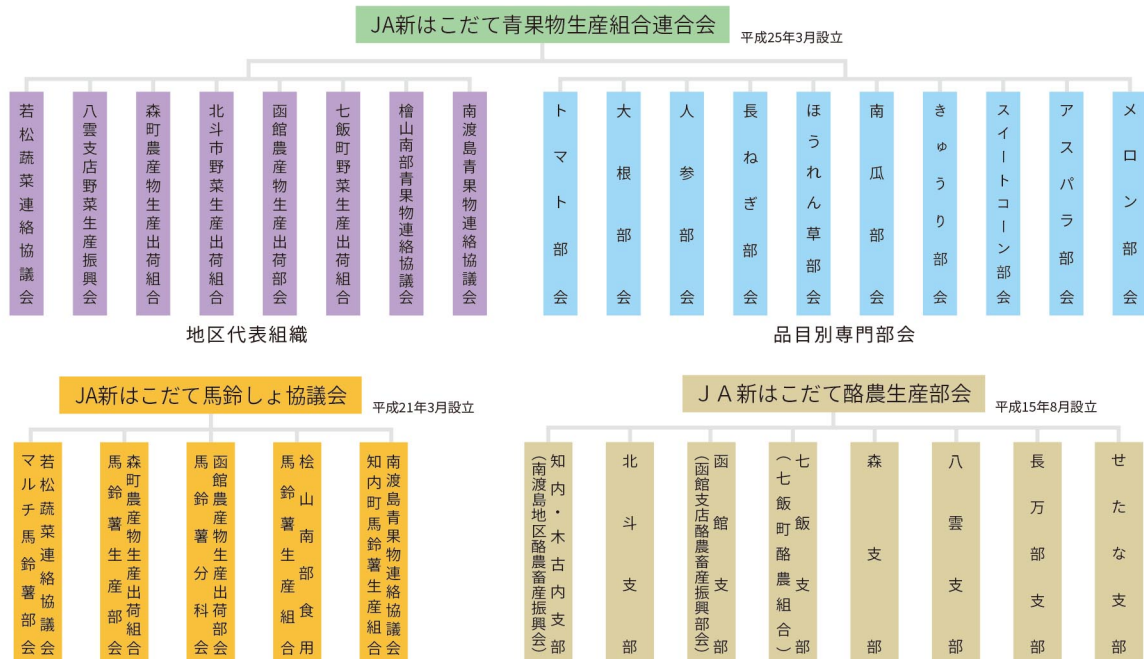 JA新はこだて青果物生産組合連合会
平成25年3月設立
若松蔬菜連絡協議会
八雲支店野菜生産振興会
森町農産物生産出荷組合
北斗市野菜生産出荷組合
函館農産物生産出荷部会
七飯町野菜生産出荷組合
檜山南部青果物連絡協議会
南渡島青果物連絡協議会
地区代表組織
トマト部会
大根部会
人参部会
長ねぎ部会
ほうれん草部会
南瓜部会
きゅうり部会
スイートコーン部会
アスパラ部会
メロン部会
品目別専門部会
JA新はこだて馬鈴しょ協議会
平成21年3月設立
若松蔬菜連絡協議会
マルチ馬鈴薯部会
森町農産物生産出荷組合
馬鈴薯生産部会
函館農産物生産出荷部会
馬鈴薯分科会
桧山南部食用
馬鈴薯生産組合
南渡島青果物連絡協議会
知内町馬鈴薯生産組合
ＪＡ新はこだて酪農生産部会
平成15年8月設立
知内・木古内支部
(南渡島地区酪農畜産振興会)
北斗支部
函館支部
(函館支店酪農畜産振興部会)
七飯支部
(七飯町酪農組合)
森支部
八雲支部
長万部支部
せたな支部